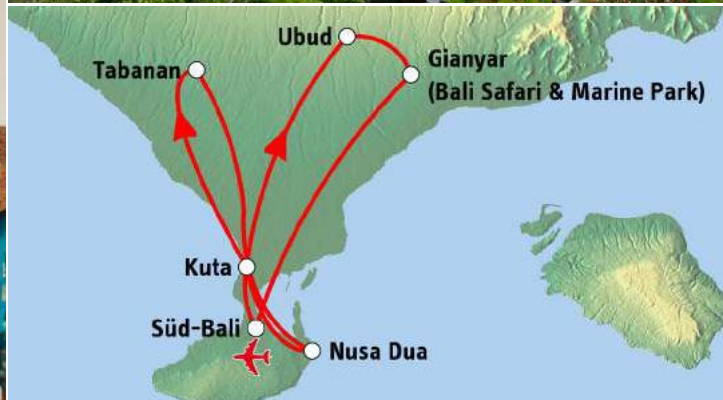 Ubud
Gianyar
(Bali Safari & Marine Park)
Tabanan
Kuta
Süd-Bali
Nusa Dua